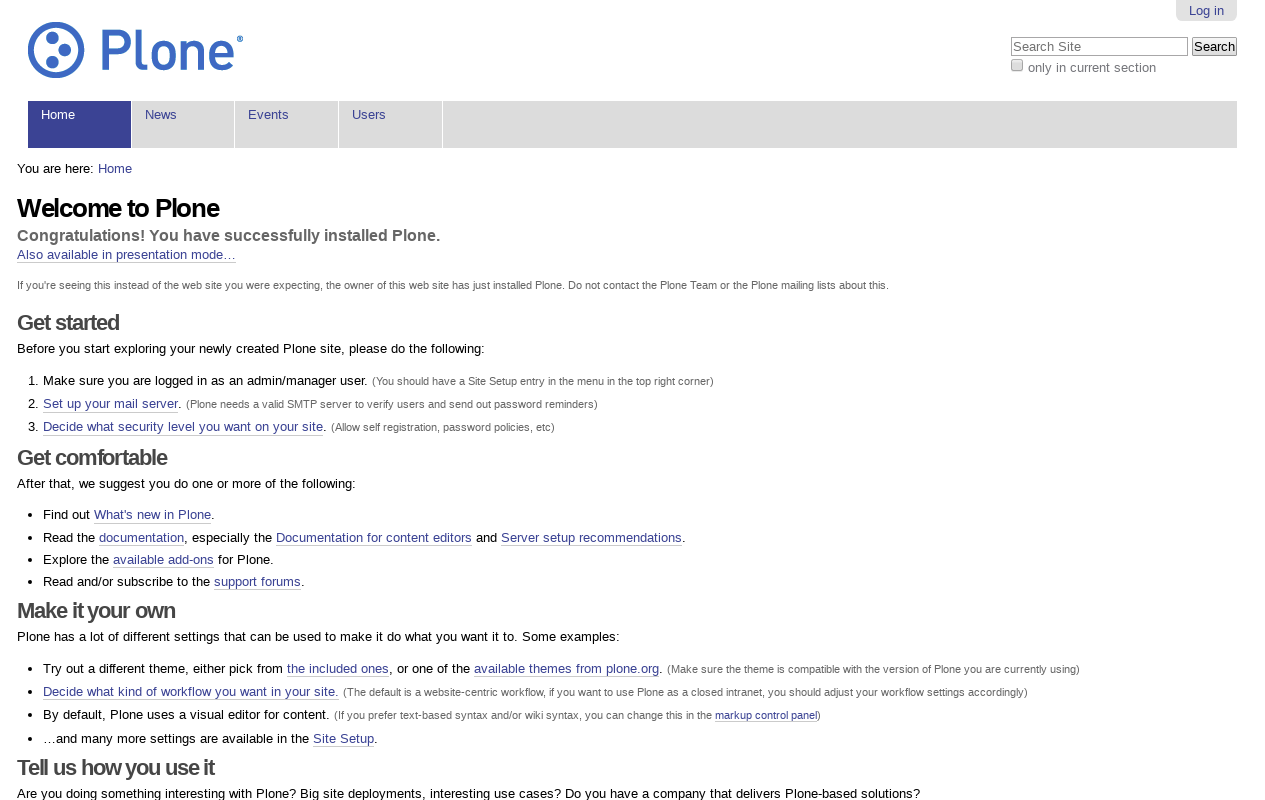 Log in
Plone®
Search Site
Search
only in current section
Home
News
Events
Users
You are here: Home
Welcome to Plone
Congratulations! You have successfully installed Plone.
Also available in presentation mode…
If you're seeing this instead of the web site you were expecting, the owner of this web site has just installed Plone. Do not contact the Plone Team or the Plone mailing lists about this.
Get started
Before you start exploring your newly created Plone site, please do the following:
1. Make sure you are logged in as an admin/manager user. (You should have a Site Setup entry in the menu in the top right corner)
2. Set up your mail server. (Plone needs a valid SMTP server to verify users and send out password reminders)
3. Decide what security level you want on your site. (Allow self registration, password policies, etc)
Get comfortable
After that, we suggest you do one or more of the following:
• Find out What's new in Plone.
• Read the documentation, especially the Documentation for content editors and Server setup recommendations.
• Explore the available add-ons for Plone.
• Read and/or subscribe to the support forums.
Make it your own
Plone has a lot of different settings that can be used to make it do what you want it to. Some examples:
• Try out a different theme, either pick from the included ones, or one of the available themes from plone.org. (Make sure the theme is compatible with the version of Plone you are currently using)
• Decide what kind of workflow you want in your site. (The default is a website-centric workflow, if you want to use Plone as a closed intranet, you should adjust your workflow settings accordingly)
• By default, Plone uses a visual editor for content. (If you prefer text-based syntax and/or wiki syntax, you can change this in the markup control panel)
• …and many more settings are available in the Site Setup.
Tell us how you use it
Are you doing something interesting with Plone? Big site deployments, interesting use cases? Do you have a company that delivers Plone-based solutions?